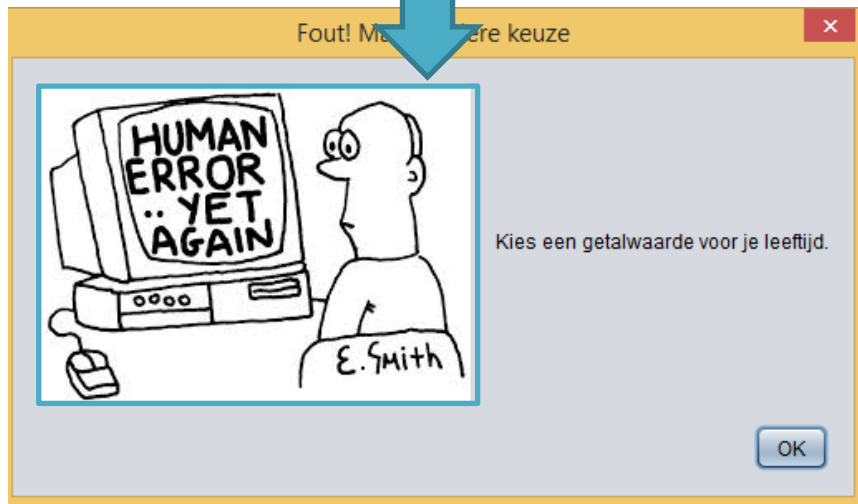 Fout! ere keuze
HUMAN
ERROR
.. YET
AGAIN
E. Smith
Kies een getalwaarde voor je leeftijd.
OK